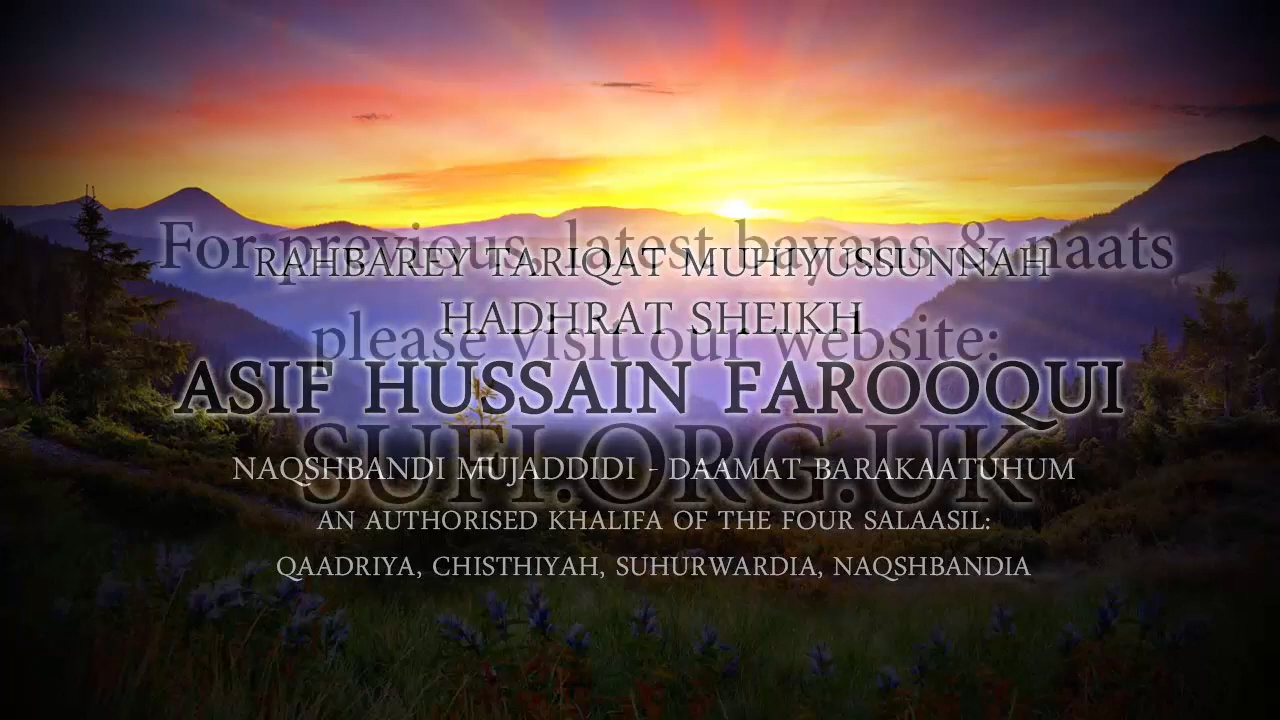 For previous, latest bayans & naats
RAHBAREY TARIQAT MUHIYUSSUNNAH
HADHRAT SHEIKH
please visit our website:
ASIF HUSSAIN FAROOQUI
SUFI.ORG.UK
NAQSHBANDI MUJADDIDI - DAAMAT BARAKAATUHUM
AN AUTHORISED KHALIFA OF THE FOUR SALAASIL:
QAADRIYA, CHISTHIYAH, SUHURWARDIA, NAQSHBANDIA